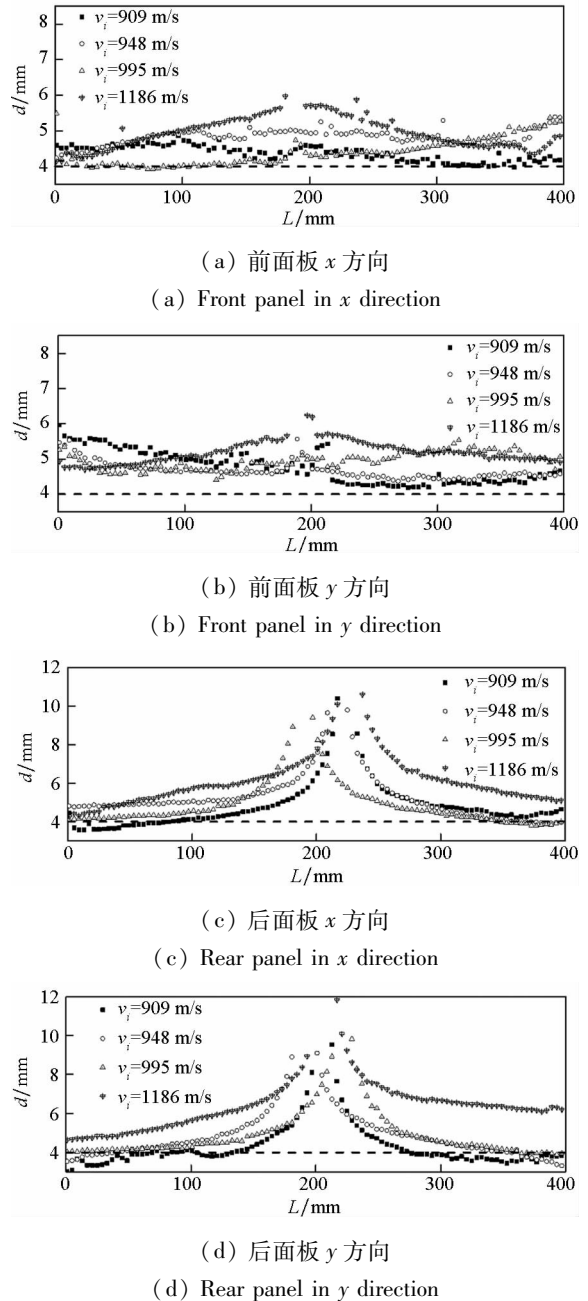 8
7
6
5
4
d/mm
vᵢ=909 m/s
vᵢ=948 m/s
vᵢ=995 m/s
vᵢ=1186 m/s
0 100 200 300 400
L/mm
(a) 前面板 x 方向
(a) Front panel in x direction
8
7
6
5
4
d/mm
vᵢ=909 m/s
vᵢ=948 m/s
vᵢ=995 m/s
vᵢ=1186 m/s
0 100 200 300 400
L/mm
(b) 前面板 y 方向
(b) Front panel in y direction
12
10
8
6
4
d/mm
vᵢ=909 m/s
vᵢ=948 m/s
vᵢ=995 m/s
vᵢ=1186 m/s
0 100 200 300 400
L/mm
(c) 后面板 x 方向
(c) Rear panel in x direction
12
10
8
6
4
d/mm
vᵢ=909 m/s
vᵢ=948 m/s
vᵢ=995 m/s
vᵢ=1186 m/s
0 100 200 300 400
L/mm
(d) 后面板 y 方向
(d) Rear panel in y direction